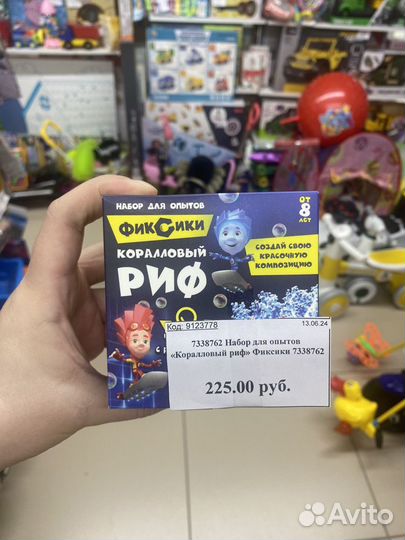 НАБОР ДЛЯ ОПЫТОВ
ФИКСИКИ
ОТ
8
ЛЕТ
КОРАЛЛОВЫЙ
РИФ
СОЗДАЙ СВОЮ
КРАСОЧНУЮ
КОМПОЗИЦИЮ
Код: 9123778
13.06.24
7338762 Набор для опытов
«Коралловый риф» Фиксики 7338762
225.00 руб.
Avito